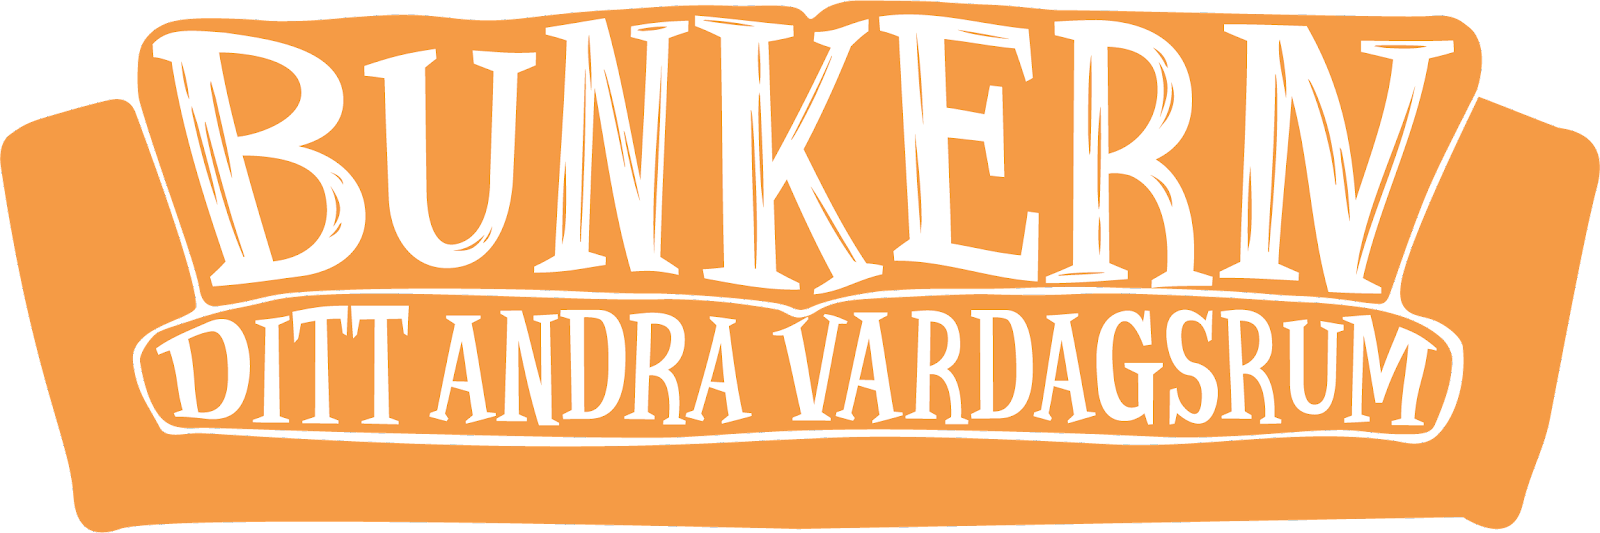 BUNKERN
DITT ANDRA VARDAGSRUM